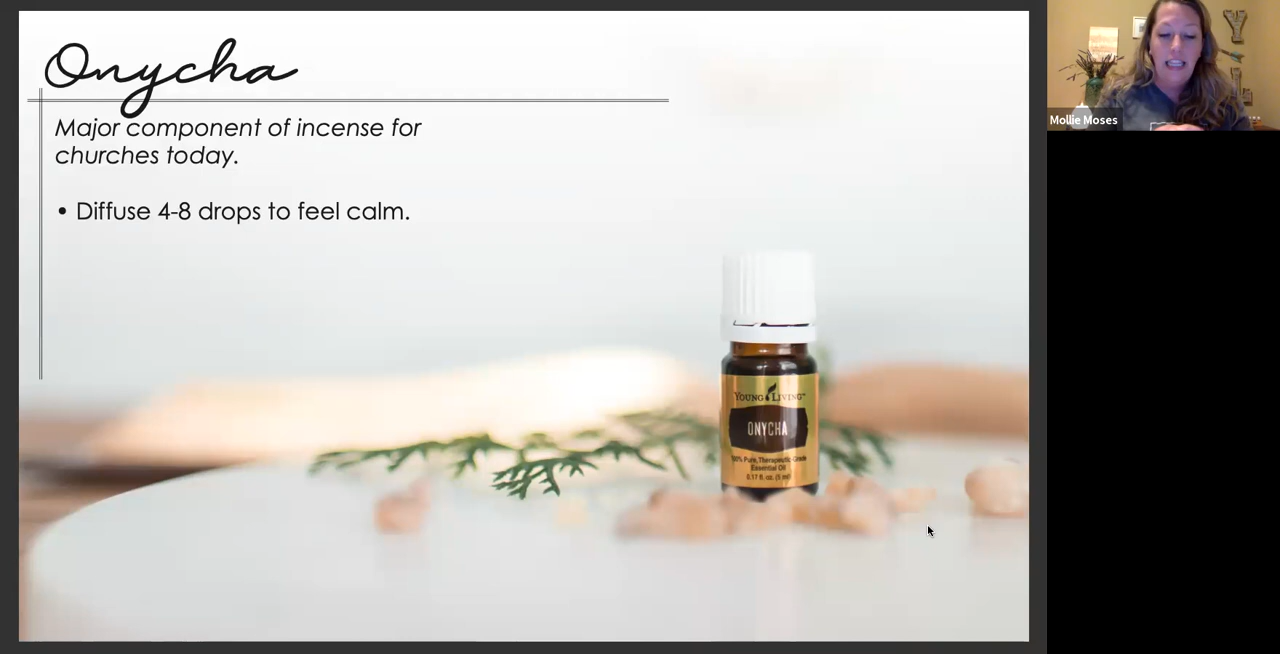 Onycha
Major component of incense for
churches today.
• Diffuse 4-8 drops to feel calm.
YOUNG LIVING™
ONYCHA
100% Pure, Therapeutic-Grade
Essential Oil
0.17 fl. oz. (5 ml)
Mollie Moses
Y